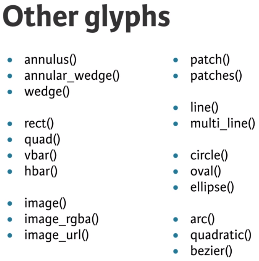 Other glyphs
• annulus()
• annular_wedge()
• wedge()
• rect()
• quad()
• vbar()
• hbar()
• image()
• image_rgba()
• image_url()
• patch()
• patches()
• line()
• multi_line()
• circle()
• oval()
• ellipse()
• arc()
• quadratic()
• bezier()